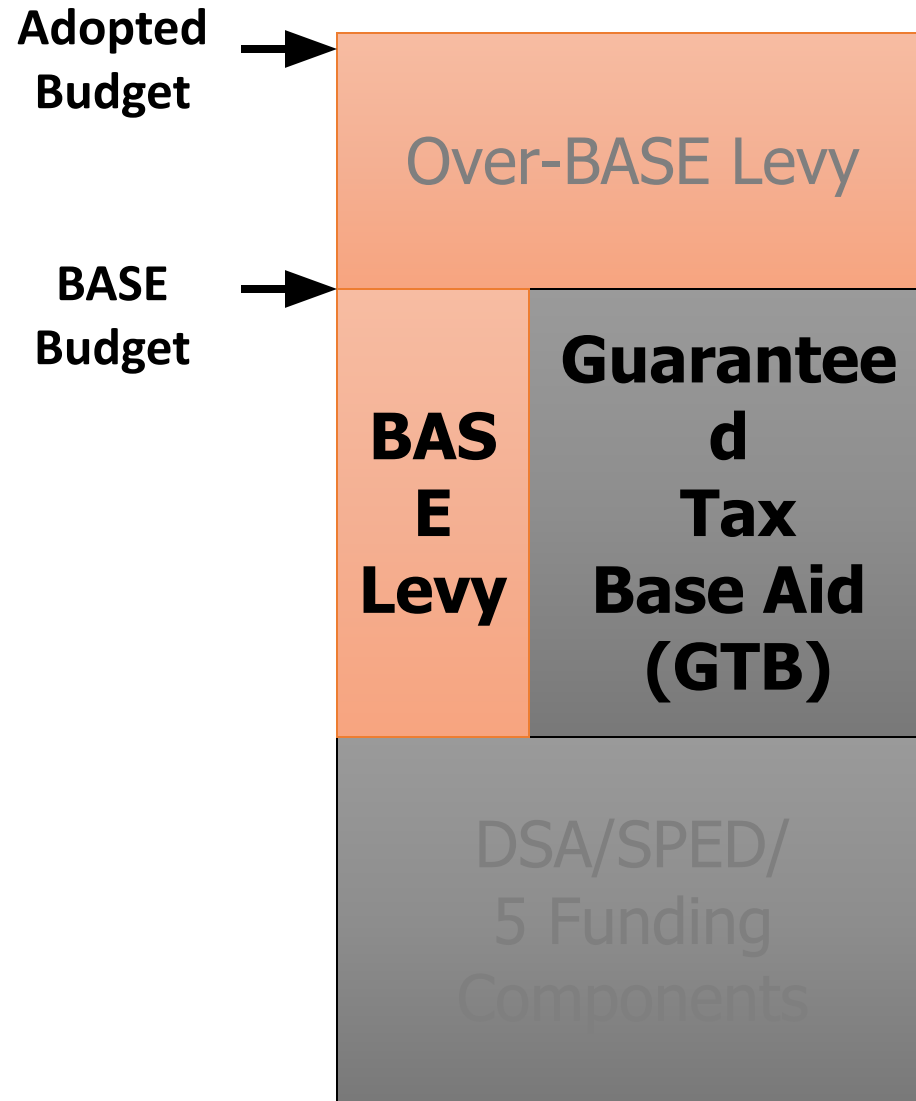 Adopted
Budget
Over-BASE Levy
BASE
Budget
BAS
E
Levy
Guarantee
d
Tax
Base Aid
(GTB)
DSA/SPED/
5 Funding
Components